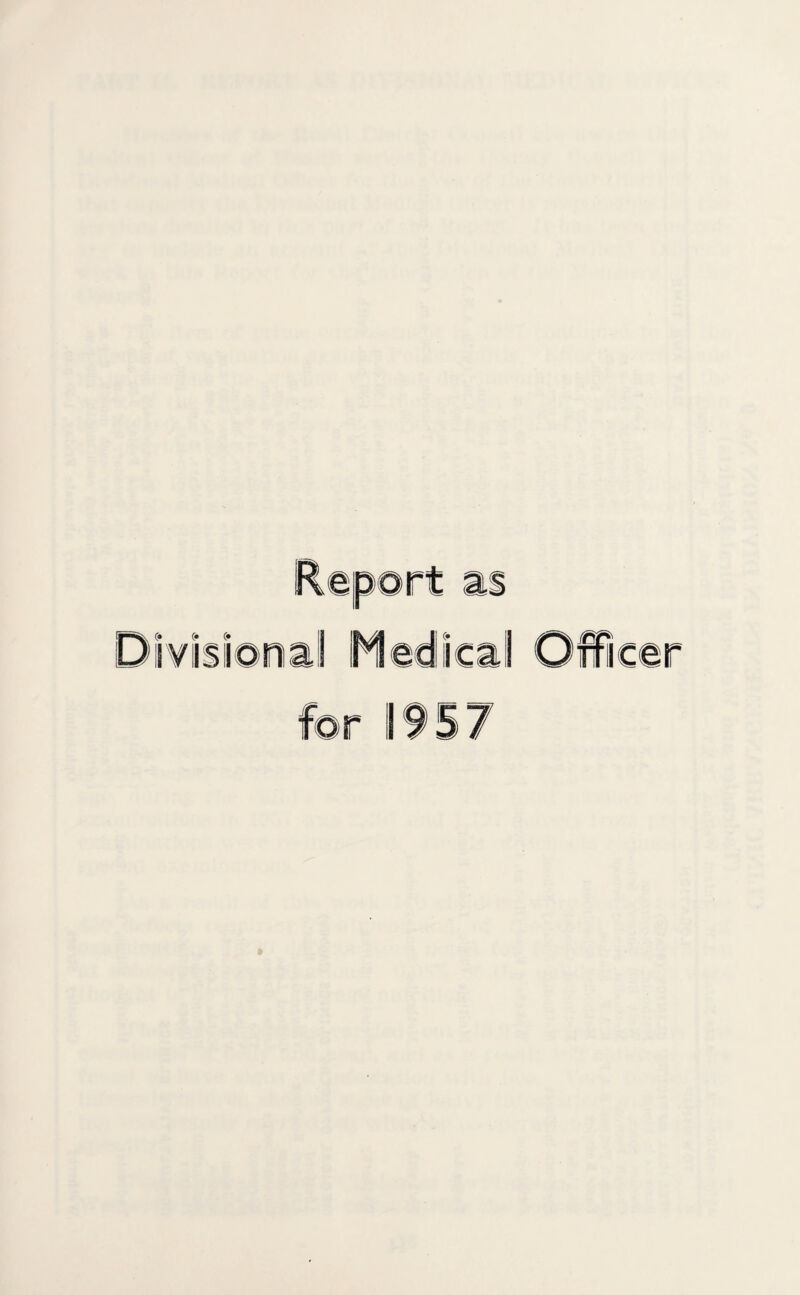 Report as
Divisional Medical Officer
for 1957